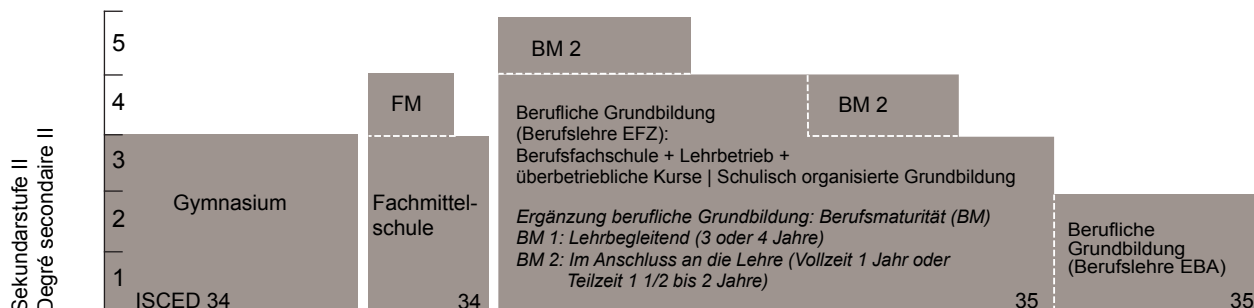 Sekundarstufe II
Degré secondaire II
5
4
3
2
1
Gymnasium
ISCED 34
FM
Fachmittel-
schule
34
BM 2
BM 2
Berufliche Grundbildung
(Berufslehre EFZ):
Berufsfachschule + Lehrbetrieb +
überbetriebliche Kurse | Schulisch organisierte Grundbildung
Ergänzung berufliche Grundbildung: Berufsmaturität (BM)
BM 1: Lehrbegleitend (3 oder 4 Jahre)
BM 2: Im Anschluss an die Lehre (Vollzeit 1 Jahr oder
Teilzeit 1 1/2 bis 2 Jahre)
35
Berufliche
Grundbildung
(Berufslehre EBA)
35